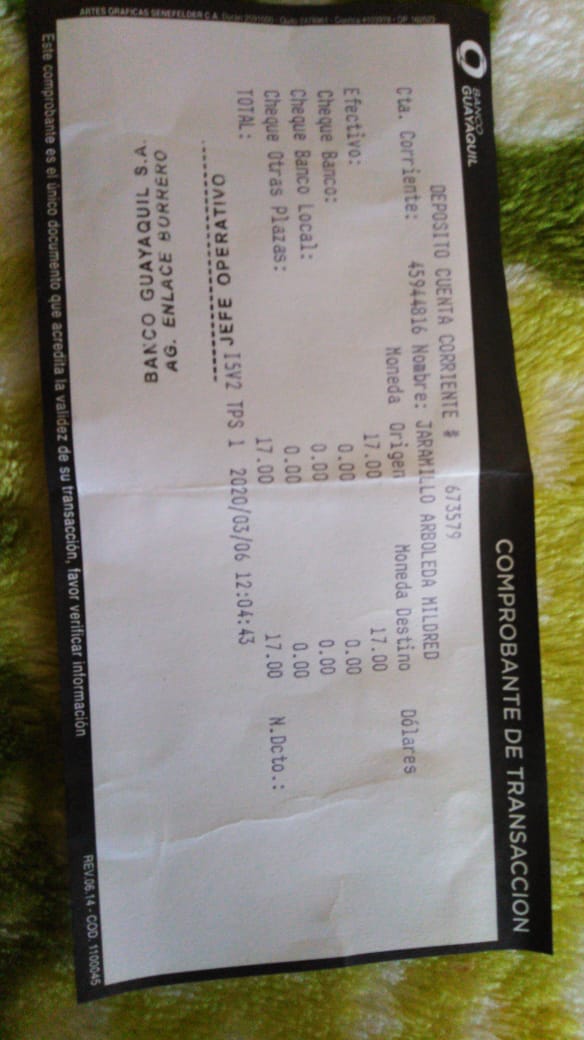 BANCO
GUAYAQUIL
COMPROBANTE DE TRANSACCION
DEPOSITO CUENTA CORRIENTE # 673579
Cta. Corriente: 45944816 Nombre: JARAMILLO ARBOLEDA MILDRED
Moneda Origen Moneda Destino Dólares
Efectivo: 17.00 17.00
Cheque Banco: 0.00 0.00
Cheque Banco Local: 0.00 0.00
Cheque Otras Plazas: 0.00 0.00
TOTAL: 17.00 17.00 N.Dcto.:
I5V2 TPS 1 2020/03/06 12:04:43
BANCO GUAYAQUIL S.A.
AG. ENLACE BORRERO
JEFE OPERATIVO
REV.06.14 - COD. 1100045
Este comprobante es el único documento que acredita la validez de su transacción, favor verificar información
ARTES GRAFICAS SENEFELDER C.A.